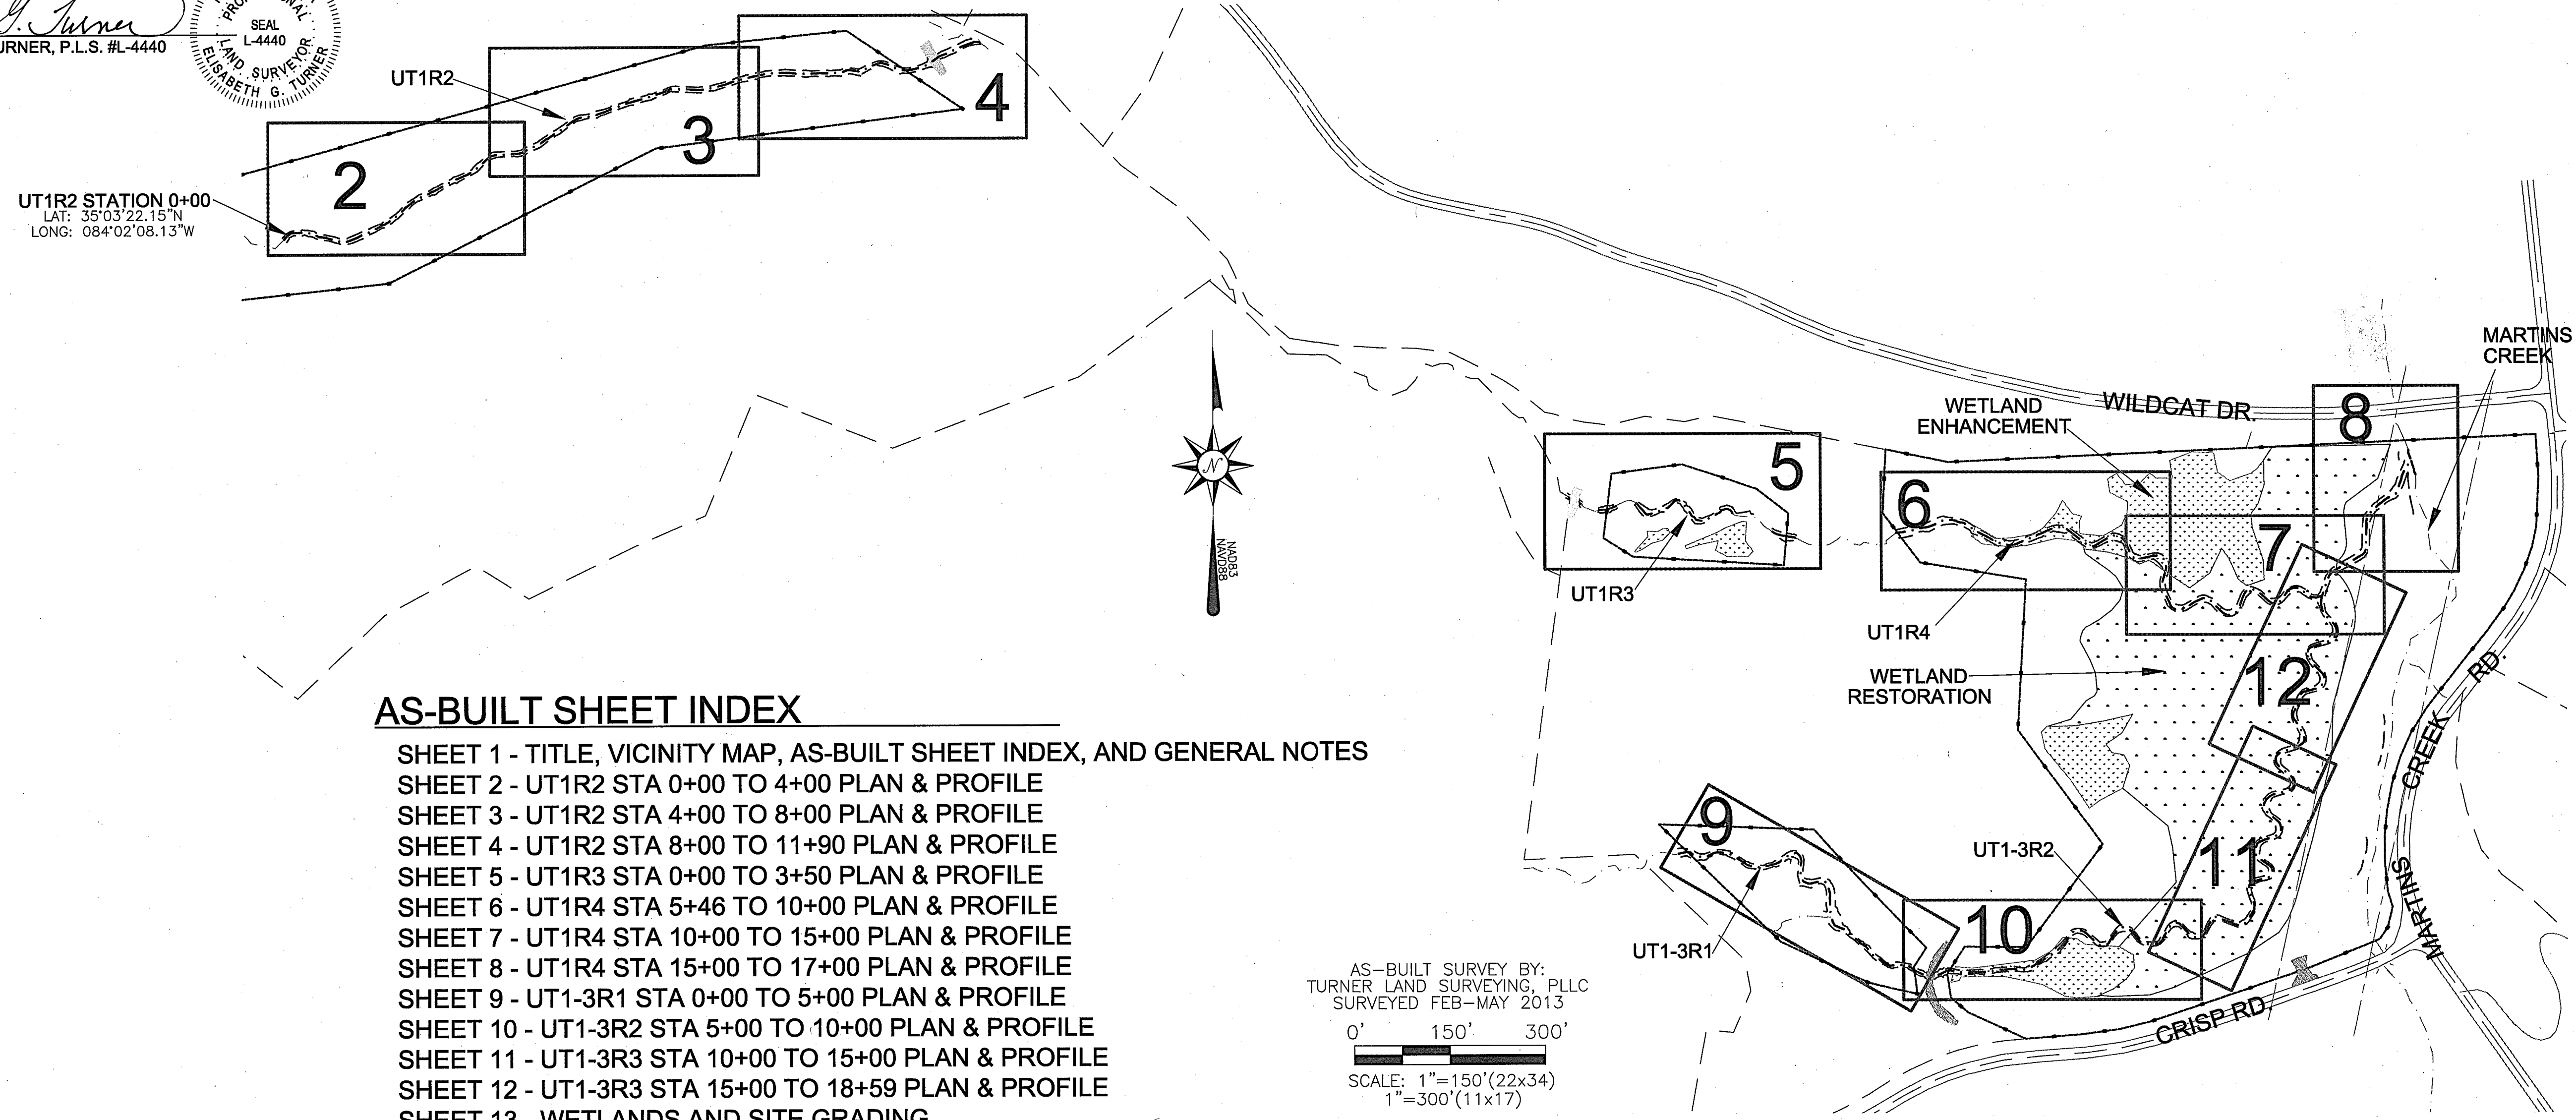 URNER, P.L.S. #L-4440
SEAL
L-4440
LAND SURVEYOR
ELISABETH G. TURNER
UT1R2
2
3
4
UT1R2 STATION 0+00
LAT: 35°03'22.15"N
LONG: 084°02'08.13"W
N
NAD83
NAVD88
MARTINS
CREEK
WETLAND
ENHANCEMENT
WILDCAT DR.
8
5
6
7
UT1R3
UT1R4
WETLAND
RESTORATION
12
MARTINS CREEK RD.
9
UT1-3R2
11
10
UT1-3R1
CRISP RD.
AS-BUILT SHEET INDEX
SHEET 1 - TITLE, VICINITY MAP, AS-BUILT SHEET INDEX, AND GENERAL NOTES
SHEET 2 - UT1R2 STA 0+00 TO 4+00 PLAN & PROFILE
SHEET 3 - UT1R2 STA 4+00 TO 8+00 PLAN & PROFILE
SHEET 4 - UT1R2 STA 8+00 TO 11+90 PLAN & PROFILE
SHEET 5 - UT1R3 STA 0+00 TO 3+50 PLAN & PROFILE
SHEET 6 - UT1R4 STA 5+46 TO 10+00 PLAN & PROFILE
SHEET 7 - UT1R4 STA 10+00 TO 15+00 PLAN & PROFILE
SHEET 8 - UT1R4 STA 15+00 TO 17+00 PLAN & PROFILE
SHEET 9 - UT1-3R1 STA 0+00 TO 5+00 PLAN & PROFILE
SHEET 10 - UT1-3R2 STA 5+00 TO 10+00 PLAN & PROFILE
SHEET 11 - UT1-3R3 STA 10+00 TO 15+00 PLAN & PROFILE
SHEET 12 - UT1-3R3 STA 15+00 TO 18+59 PLAN & PROFILE
SHEET 13 - WETLANDS AND SITE GRADING
AS-BUILT SURVEY BY:
TURNER LAND SURVEYING, PLLC
SURVEYED FEB-MAY 2013
0' 150' 300'
SCALE: 1"=150'(22x34)
1"=300'(11x17)